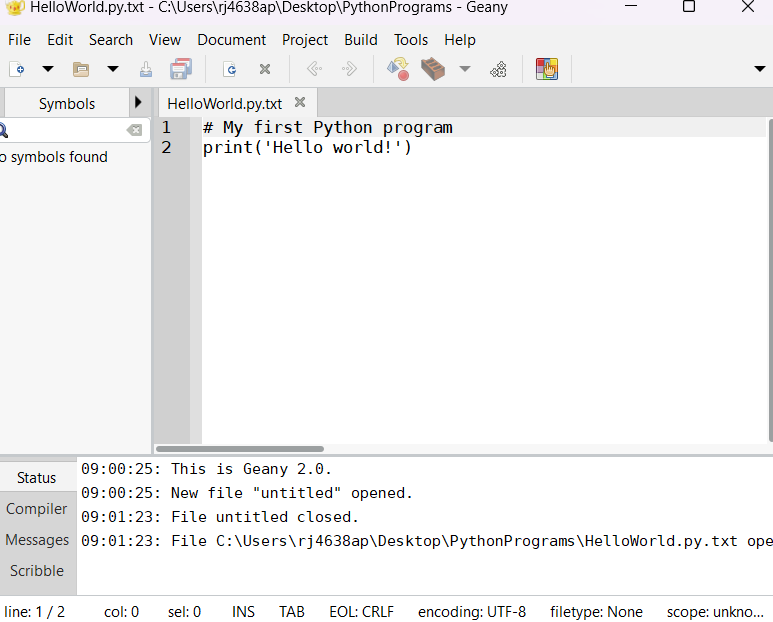 HelloWorld.py.txt - C:\Users\rj4638ap\Desktop\PythonPrograms - Geany
File Edit Search View Document Project Build Tools Help
Symbols
HelloWorld.py.txt
o symbols found
1 # My first Python program
2 print('Hello world!')
Status
Compiler
Messages
Scribble
09:00:25: This is Geany 2.0.
09:00:25: New file "untitled" opened.
09:01:23: File untitled closed.
09:01:23: File C:\Users\rj4638ap\Desktop\PythonPrograms\HelloWorld.py.txt ope
line: 1 / 2 col: 0 sel: 0 INS TAB EOL: CRLF encoding: UTF-8 filetype: None scope: unkno...